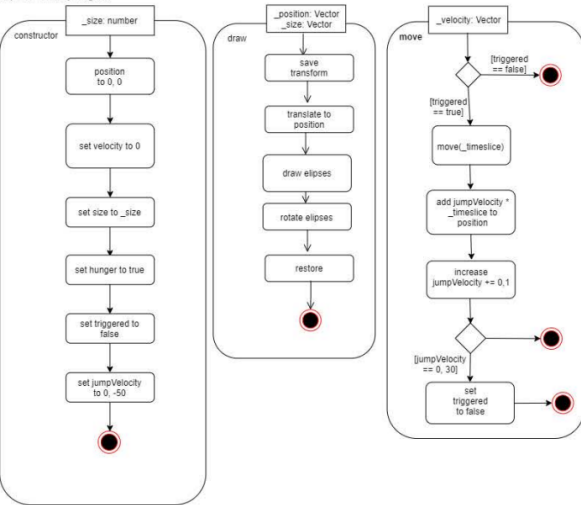 _size: number
constructor
position
to 0, 0
set velocity to 0
set size to _size
set hunger to true
set triggered to
false
set jumpVelocity
to 0, -50
_position: Vector
_size: Vector
draw
save
transform
translate to
position
draw elipses
rotate elipses
restore
_velocity: Vector
move
[triggered
== false]
[triggered
==true]
move(_timeslice)
add jumpVelocity *
_timeslice to
position
increase
jumpVelocity += 0,1
[jumpVelocity
== 0, 30]
set
triggered
to false